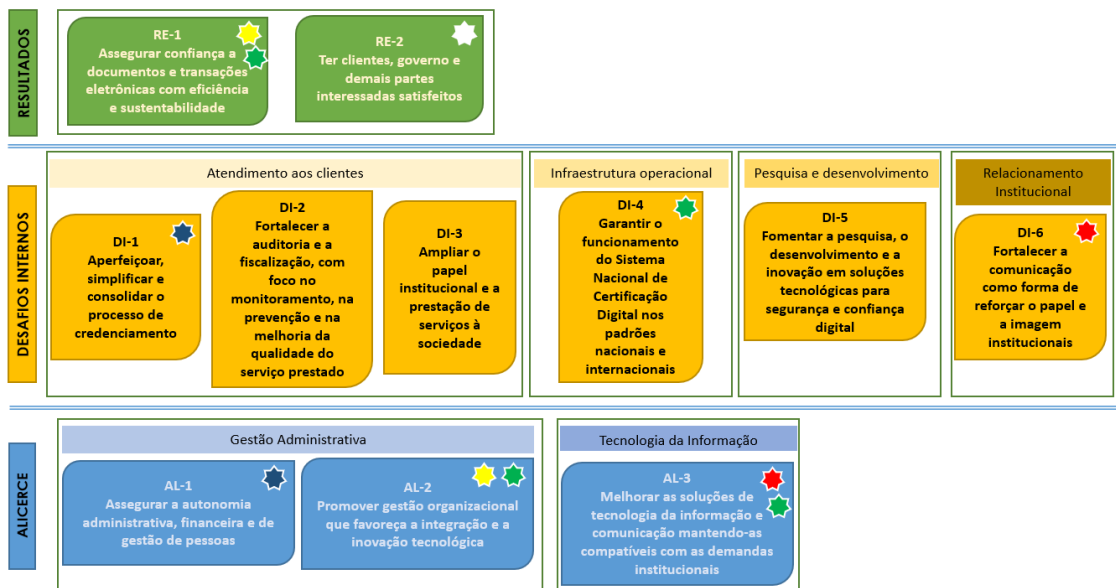 RESULTADOS
RE-1
Assegurar confiança a
documentos e transações
eletrônicas com eficiência
e sustentabilidade
RE-2
Ter clientes, governo e
demais partes
interessadas satisfeitos
DESAFIOS INTERNOS
Atendimento aos clientes
DI-1
Aperfeiçoar,
simplificar e
consolidar o
processo de
credenciamento
DI-2
Fortalecer a
auditoria e a
fiscalização, com
foco no
monitoramento, na
prevenção e na
melhoria da
qualidade do
serviço prestado
DI-3
Ampliar o
papel
institucional e a
prestação de
serviços à
sociedade
Infraestrutura operacional
DI-4
Garantir o
funcionamento
do Sistema
Nacional de
Certificação
Digital nos
padrões
nacionais e
internacionais
Pesquisa e desenvolvimento
DI-5
Fomentar a pesquisa, o
desenvolvimento e a
inovação em soluções
tecnológicas para
segurança e confiança
digital
Relacionamento
Institucional
DI-6
Fortalecer a
comunicação
como forma de
reforçar o papel e
a imagem
institucionais
ALICERCE
Gestão Administrativa
AL-1
Assegurar a autonomia
administrativa, financeira e de
gestão de pessoas
AL-2
Promover gestão organizacional
que favoreça a integração e a
inovação tecnológica
Tecnologia da Informação
AL-3
Melhorar as soluções de
tecnologia da informação e
comunicação mantendo-as
compatíveis com as demandas
institucionais